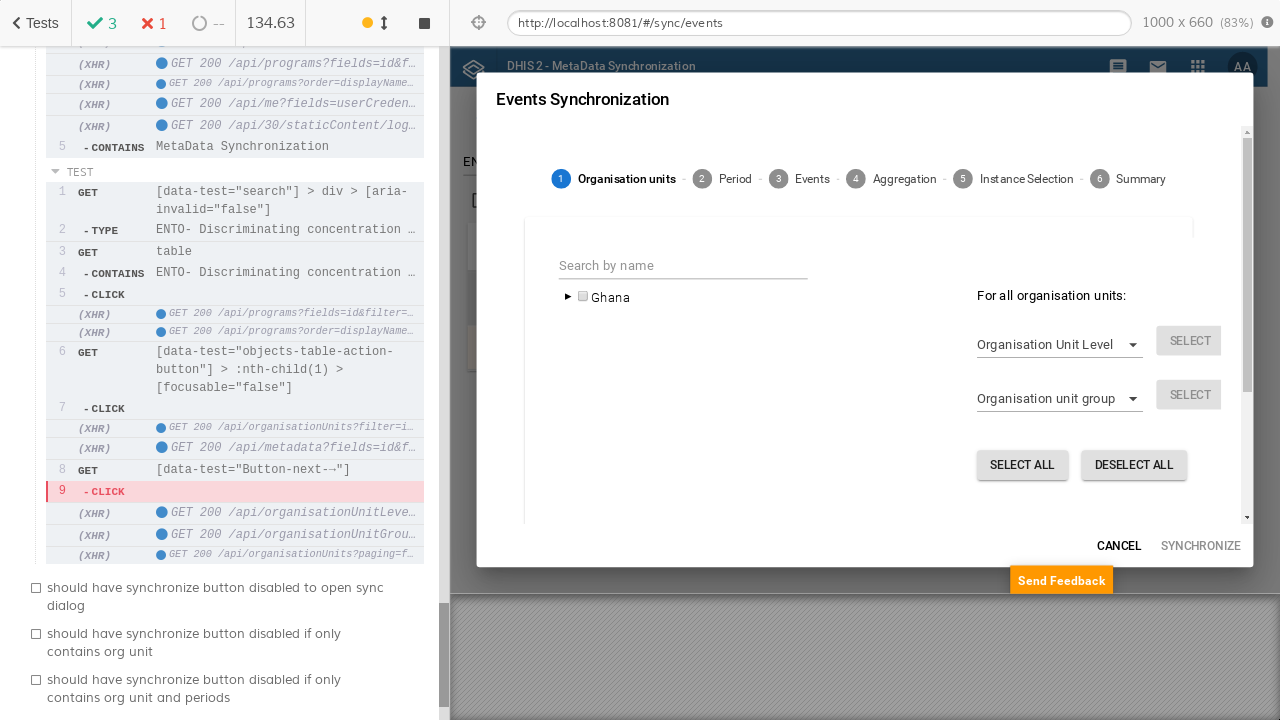 Tests
3
1
--
134.63
http://localhost:8081/#/sync/events
1000 x 660 (83%)
(XHR) GET 200 /api/programs?fields=id&f…
(XHR) GET 200 /api/programs?order=displayName…
(XHR) GET 200 /api/me?fields=userCreden…
(XHR) GET 200 /api/30/staticContent/log…
5 -CONTAINS MetaData Synchronization
TEST
1 GET [data-test="search"] > div > [aria-
invalid="false"]
2 -TYPE ENTO- Discriminating concentration …
3 GET table
4 -CONTAINS ENTO- Discriminating concentration …
5 -CLICK
(XHR) GET 200 /api/programs?fields=id&filter=…
(XHR) GET 200 /api/programs?order=displayName…
6 GET [data-test="objects-table-action-
button"] > :nth-child(1) >
[focusable="false"]
7 -CLICK
(XHR) GET 200 /api/organisationUnits?filter=i…
(XHR) GET 200 /api/metadata?fields=id&f…
8 GET [data-test="Button-next-→"]
9 -CLICK
(XHR) GET 200 /api/organisationUnitLeve…
(XHR) GET 200 /api/organisationUnitGrou…
(XHR) GET 200 /api/organisationUnits?paging=f…
should have synchronize button disabled to open sync
dialog
should have synchronize button disabled if only
contains org unit
should have synchronize button disabled if only
contains org unit and periods
DHIS 2 - MetaData Synchronization
AA
Events Synchronization
1 Organisation units - 2 Period - 3 Events - 4 Aggregation - 5 Instance Selection - 6 Summary
Search by name
Ghana
For all organisation units:
Organisation Unit Level
SELECT
Organisation unit group
SELECT
SELECT ALL
DESELECT ALL
CANCEL
SYNCHRONIZE
Send Feedback